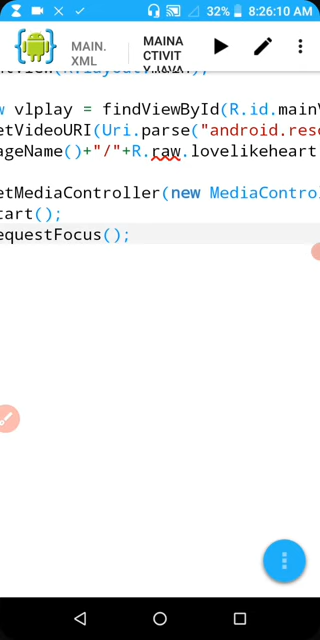 32% 8:26:10 AM
MAIN.
XML
MAINA
CTIVIT
Y.JAVA
w vlplay = findViewById(R.id.mainV
etVideoURI(Uri.parse("android.reso
ageName()+"/"+R.raw.lovelikeheart
etMediaController(new MediaControl
tart();
equestFocus();